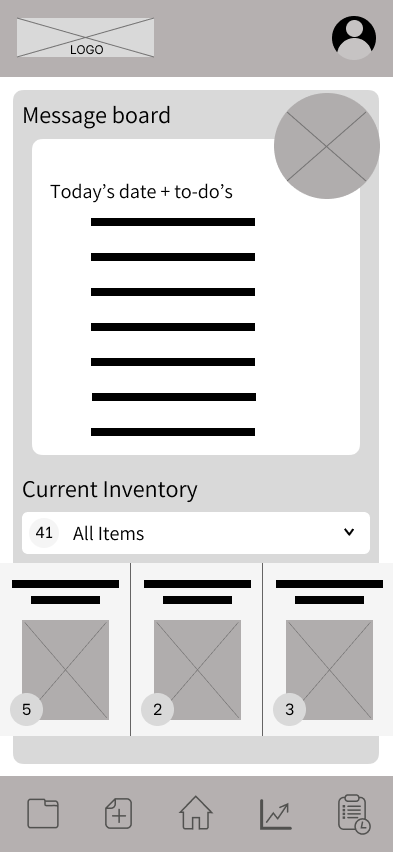 LOGO
Message board
Today’s date + to-do’s
Current Inventory
41 All Items
5 2 3